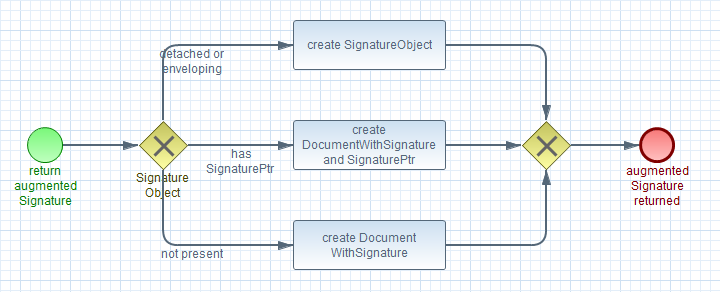 create SignatureObject
detached or
enveloping
create
DocumentWithSignature
and SignaturePtr
has
SignaturePtr
return
augmented
Signature
Signature
Object
augmented
Signature
returned
create Document
WithSignature
not present